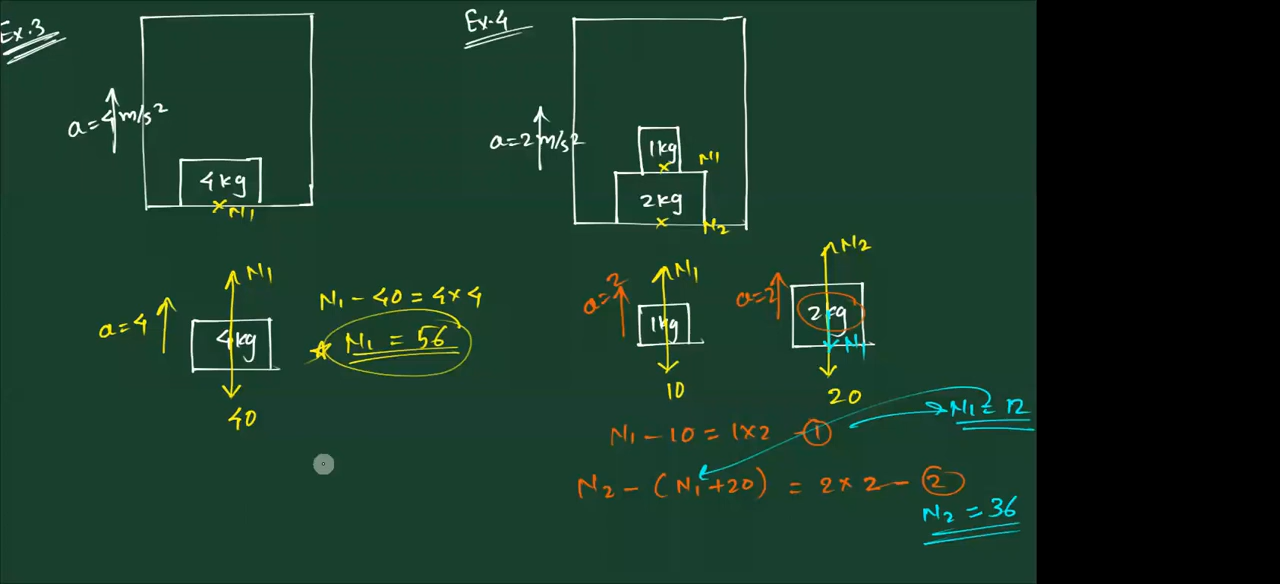 Ex.3
a=4 m/s²
4kg
N₁
N₁
a=4
4kg
40
N₁ - 40 = 4×4
N₁ = 56
Ex.4
a=2 m/s²
1kg
N₁
2kg
N₂
a=2
N₁
1kg
10
a=2
N₂
2kg
N₁
20
N₁ - 10 = 1×2 - ①
N₁ = 12
N₂ - (N₁+20) = 2×2 - ②
N₂ = 36